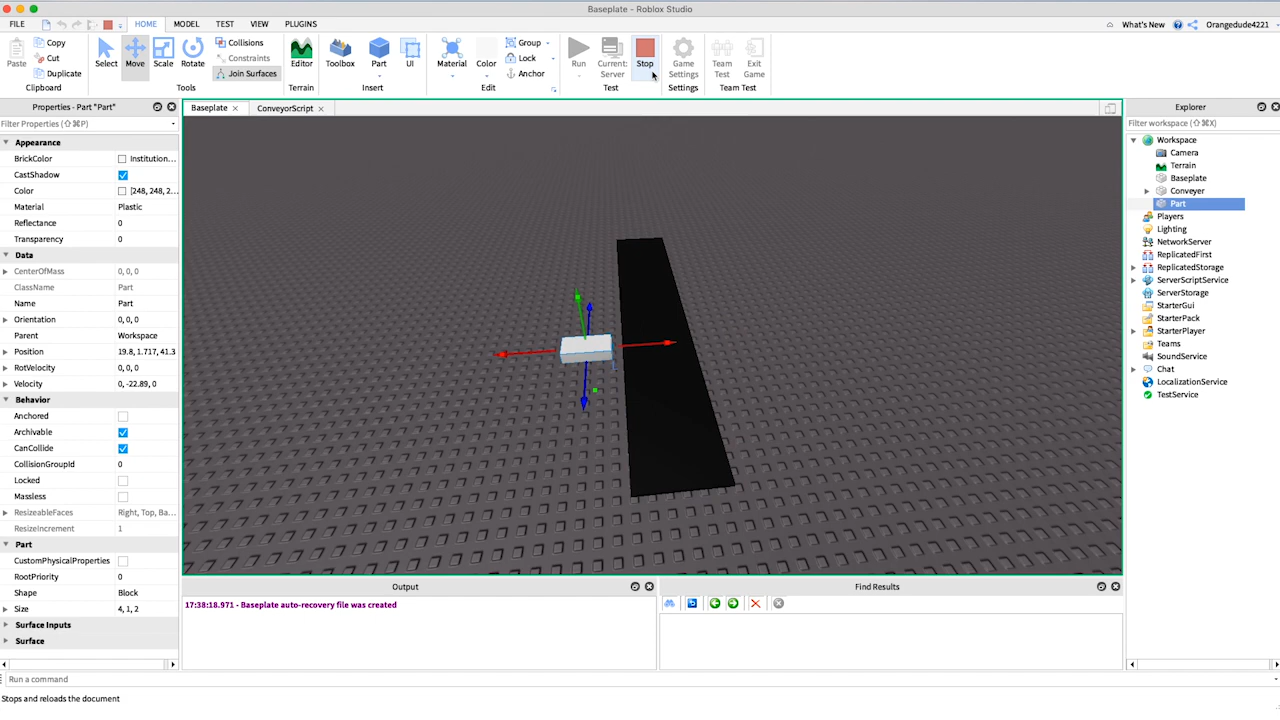 Baseplate - Roblox Studio
FILE HOME MODEL TEST VIEW PLUGINS What's New Orangedude4221
Paste Copy Cut Duplicate Select Move Scale Rotate Collisions Constraints Join Surfaces Editor Toolbox Part UI Material Color Group Lock Anchor Run Current: Server Stop Game Settings Team Test Exit Game
Clipboard Tools Terrain Insert Edit Test Settings Team Test
Properties - Part "Part"
Filter Properties (⇧⌘P)
Appearance
BrickColor Institution...
CastShadow
Color [248, 248, 2...
Material Plastic
Reflectance 0
Transparency 0
Data
CenterOfMass 0, 0, 0
ClassName Part
Name Part
Orientation 0, 0, 0
Parent Workspace
Position 19.8, 1.717, 41.3
RotVelocity 0, 0, 0
Velocity 0, -22.89, 0
Behavior
Anchored
Archivable
CanCollide
CollisionGroupId 0
Locked
Massless
ResizeableFaces Right, Top, Ba...
ResizeIncrement 1
Part
CustomPhysicalProperties
RootPriority 0
Shape Block
Size 4, 1, 2
Surface Inputs
Surface
Baseplate ConveyorScript
Output
17:38:18.971 - Baseplate auto-recovery file was created
Find Results
Explorer
Filter workspace (⇧⌘X)
Workspace
Camera
Terrain
Baseplate
Conveyer
Part
Players
Lighting
NetworkServer
ReplicatedFirst
ReplicatedStorage
ServerScriptService
ServerStorage
StarterGui
StarterPack
StarterPlayer
Teams
SoundService
Chat
LocalizationService
TestService
Run a command
Stops and reloads the document